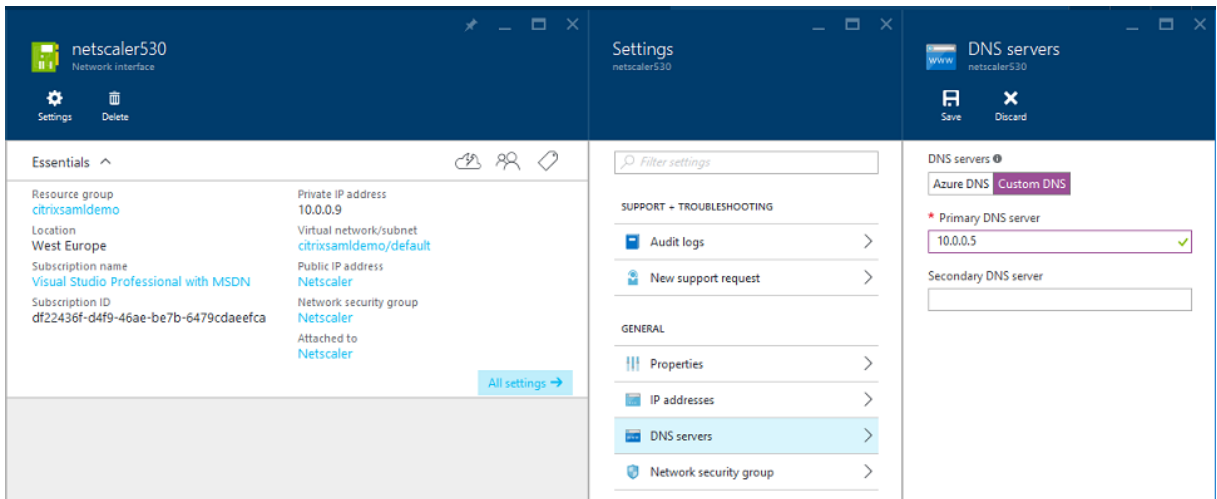 netscaler530
Network interface
Settings
Delete
Essentials
Resource group
citrixsamldemo
Location
West Europe
Subscription name
Visual Studio Professional with MSDN
Subscription ID
df22436f-d4f9-46ae-be7b-6479cdaeefca
Private IP address
10.0.0.9
Virtual network/subnet
citrixsamldemo/default
Public IP address
Netscaler
Network security group
Netscaler
Attached to
Netscaler
All settings
Settings
netscaler530
Filter settings
SUPPORT + TROUBLESHOOTING
Audit logs
New support request
GENERAL
Properties
IP addresses
DNS servers
Network security group
www
DNS servers
netscaler530
Save
Discard
DNS servers
Azure DNS Custom DNS
* Primary DNS server
10.0.0.5
Secondary DNS server